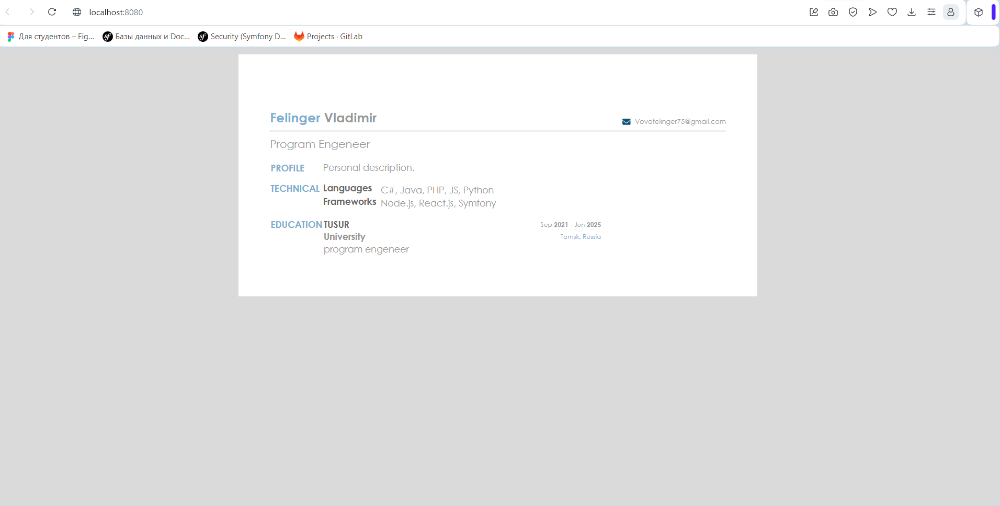 localhost:8080
Для студентов – Fig... Базы данных и Doc... Security (Symfony D... Projects · GitLab
Felinger Vladimir
Vovafelinger75@gmail.com
Program Engeneer
PROFILE Personal description.
TECHNICAL Languages C#, Java, PHP, JS, Python
Frameworks Node.js, React.js, Symfony
EDUCATION TUSUR Sep 2021 - Jun 2025
University Tomsk, Russia
program engeneer